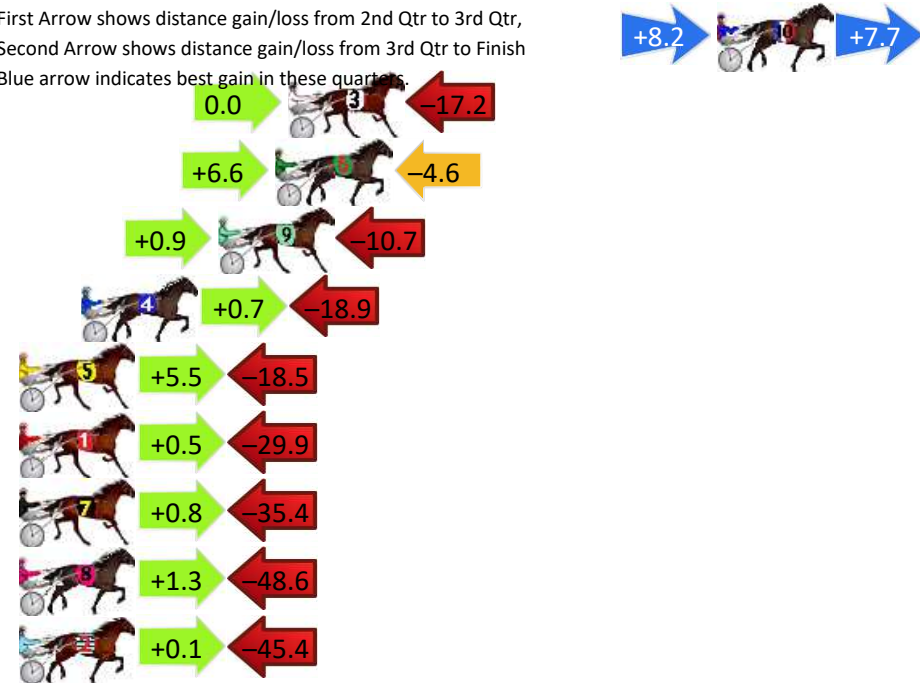 First Arrow shows distance gain/loss from 2nd Qtr to 3rd Qtr,
Second Arrow shows distance gain/loss from 3rd Qtr to Finish
Blue arrow indicates best gain in these quarters.
+8.2 10 +7.7
0.0 3 –17.2
+6.6 6 –4.6
+0.9 9 –10.7
4 +0.7 –18.9
5 +5.5 –18.5
1 +0.5 –29.9
7 +0.8 –35.4
8 +1.3 –48.6
2 +0.1 –45.4